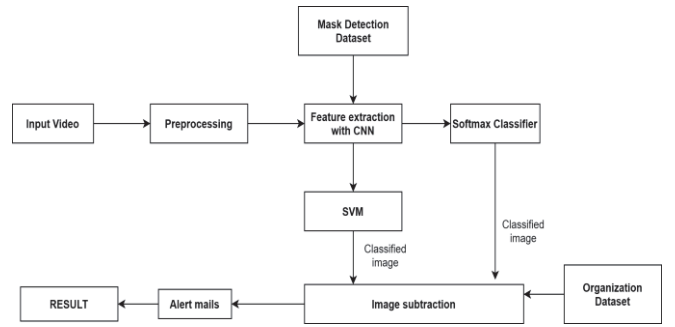 Mask Detection
Dataset
Input Video
Preprocessing
Feature extraction
with CNN
Softmax Classifier
SVM
Classified
image
Classified
image
Organization
Dataset
RESULT
Alert mails
Image subtraction